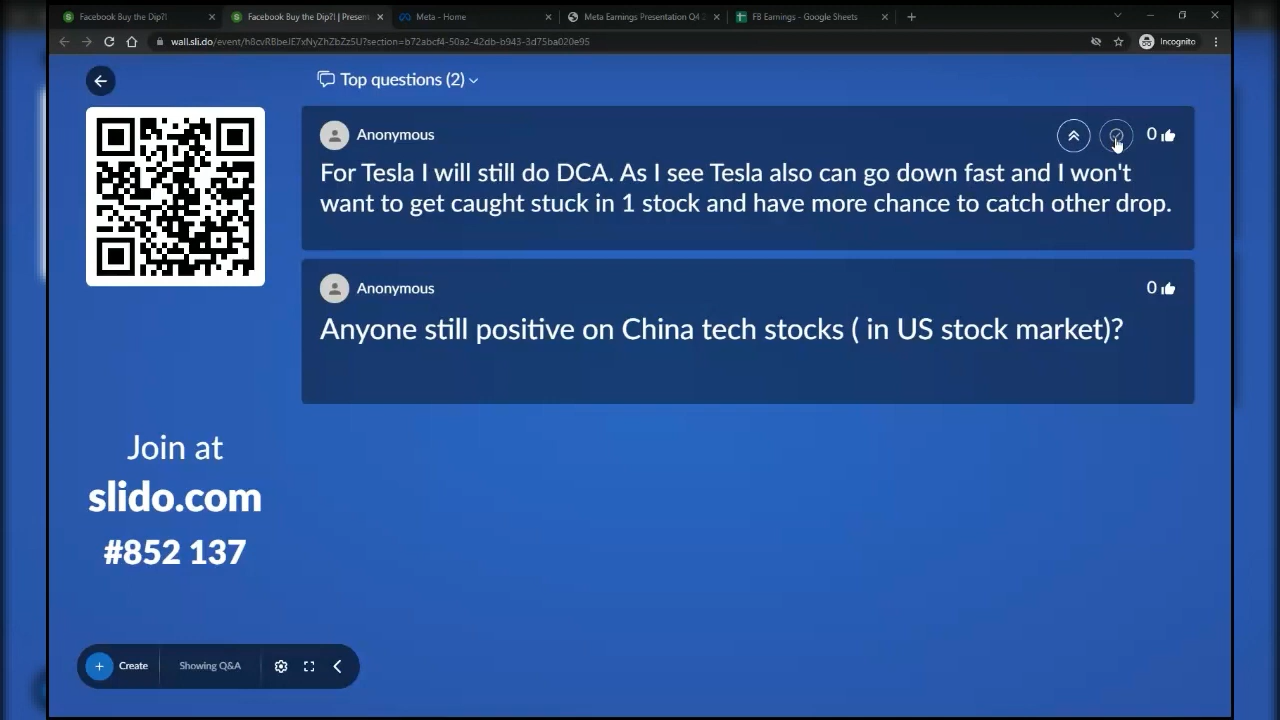 Facebook Buy the Dip?!
Facebook Buy the Dip?! | Present
Meta - Home
Meta Earnings Presentation Q4 2
FB Earnings - Google Sheets
wall.sli.do/event/h8cvRBbeJE7xNyZhZbZz5U?section=b72abcf4-50a2-42db-b943-3d75ba020e95
Incognito
Top questions (2)
Anonymous
0
For Tesla I will still do DCA. As I see Tesla also can go down fast and I won't
want to get caught stuck in 1 stock and have more chance to catch other drop.
Anonymous
0
Anyone still positive on China tech stocks ( in US stock market)?
Join at
slido.com
#852 137
Create
Showing Q&A